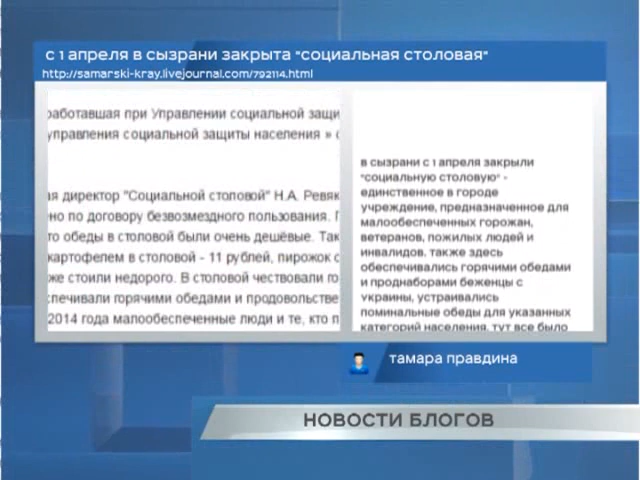 с 1 апреля в сызрани закрыта "социальная столовая"
http://samarski-kray.livejournal.com/792114.html
работавшая при Управлении социальной защи
управления социальной защиты населения » с
ая директор "Социальной столовой" Н.А. Ревяк
но по договору безвозмездного пользования. Г
то обеды в столовой были очень дешёвые. Так
картофелем в столовой - 11 рублей, пирожок с
же стоили недорого. В столовой чествовали го
печивали горячими обедами и продовольстве
2014 года малообеспеченные люди и те, кто п
в сызрани с 1 апреля закрыли
"социальную столовую" -
единственное в городе
учреждение, предназначенное для
малообеспеченных горожан,
ветеранов, пожилых людей и
инвалидов. также здесь
обеспечивались горячими обедами
и проднаборами беженцы с
украины, устраивались
поминальные обеды для указанных
категорий населения. тут все было
тамара правдина
НОВОСТИ БЛОГОВ